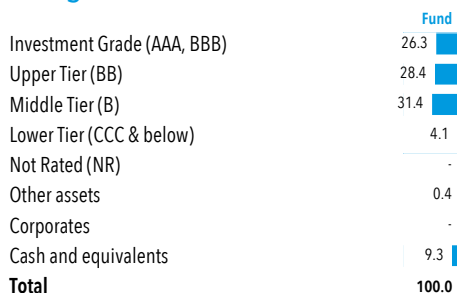 Fund
Investment Grade (AAA, BBB) 26.3
Upper Tier (BB) 28.4
Middle Tier (B) 31.4
Lower Tier (CCC & below) 4.1
Not Rated (NR) -
Other assets 0.4
Corporates -
Cash and equivalents 9.3
Total 100.0